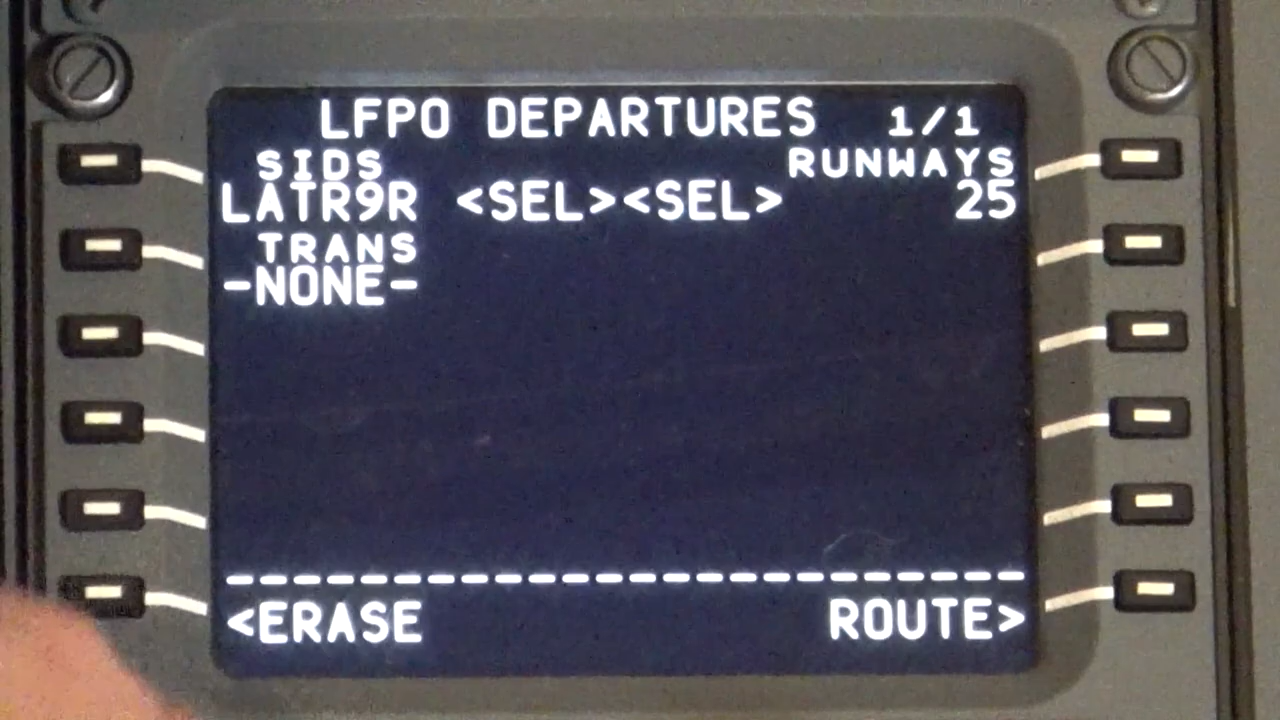 LFPO DEPARTURES 1/1
SIDS RUNWAYS
LATR9R <SEL><SEL> 25
TRANS
-NONE-
------------------------
<ERASE ROUTE>